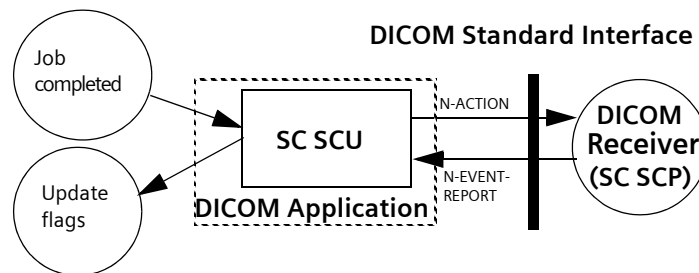 Job
completed
DICOM Standard Interface
N-ACTION
SC SCU
DICOM
Receiver
(SC SCP)
N-EVENT-
REPORT
Update
flags
DICOM Application